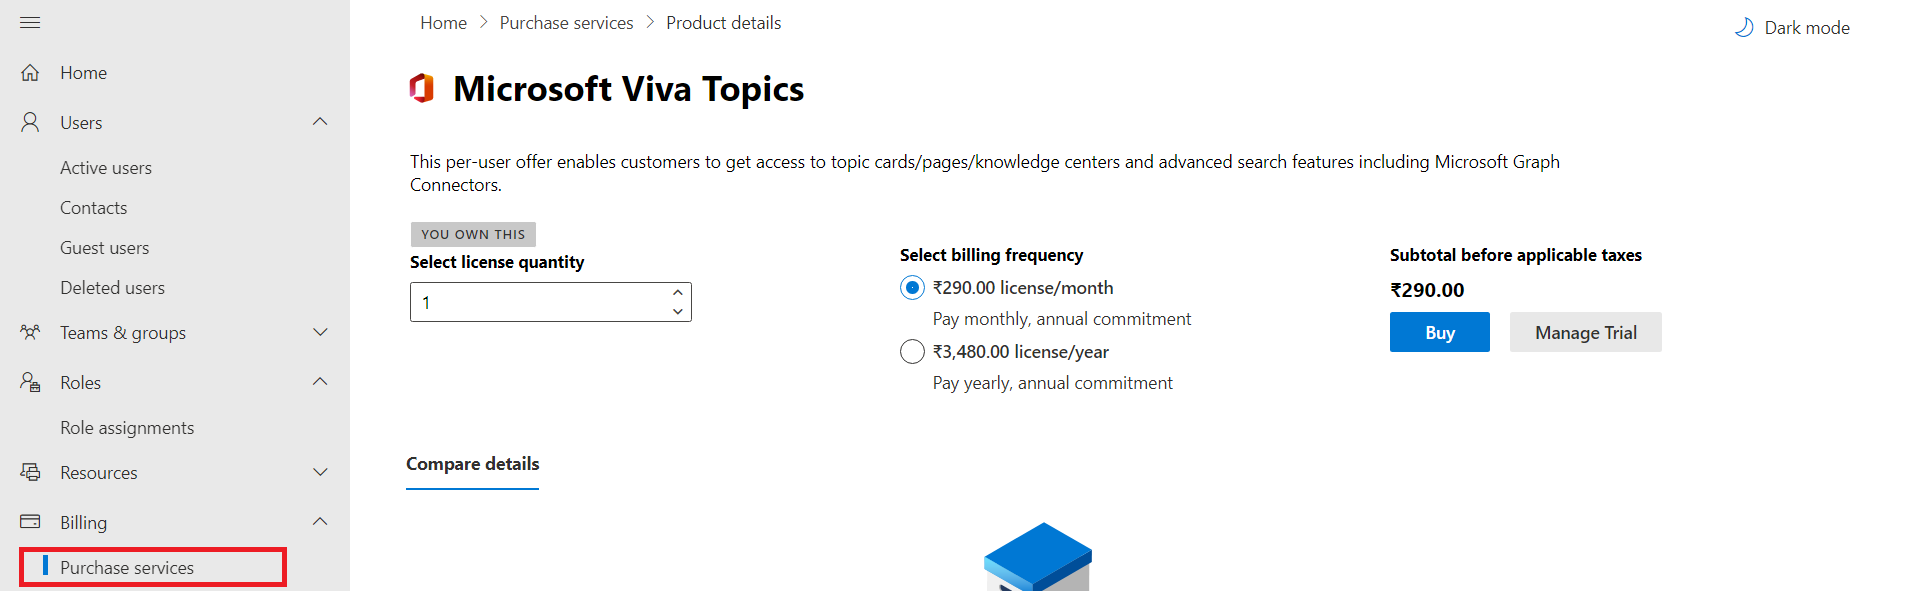 Home
Users
Active users
Contacts
Guest users
Deleted users
Teams & groups
Roles
Role assignments
Resources
Billing
Purchase services
Home > Purchase services > Product details
Dark mode
Microsoft Viva Topics
This per-user offer enables customers to get access to topic cards/pages/knowledge centers and advanced search features including Microsoft Graph
Connectors.
YOU OWN THIS
Select license quantity
1
Select billing frequency
₹290.00 license/month
Pay monthly, annual commitment
₹3,480.00 license/year
Pay yearly, annual commitment
Subtotal before applicable taxes
₹290.00
Buy
Manage Trial
Compare details